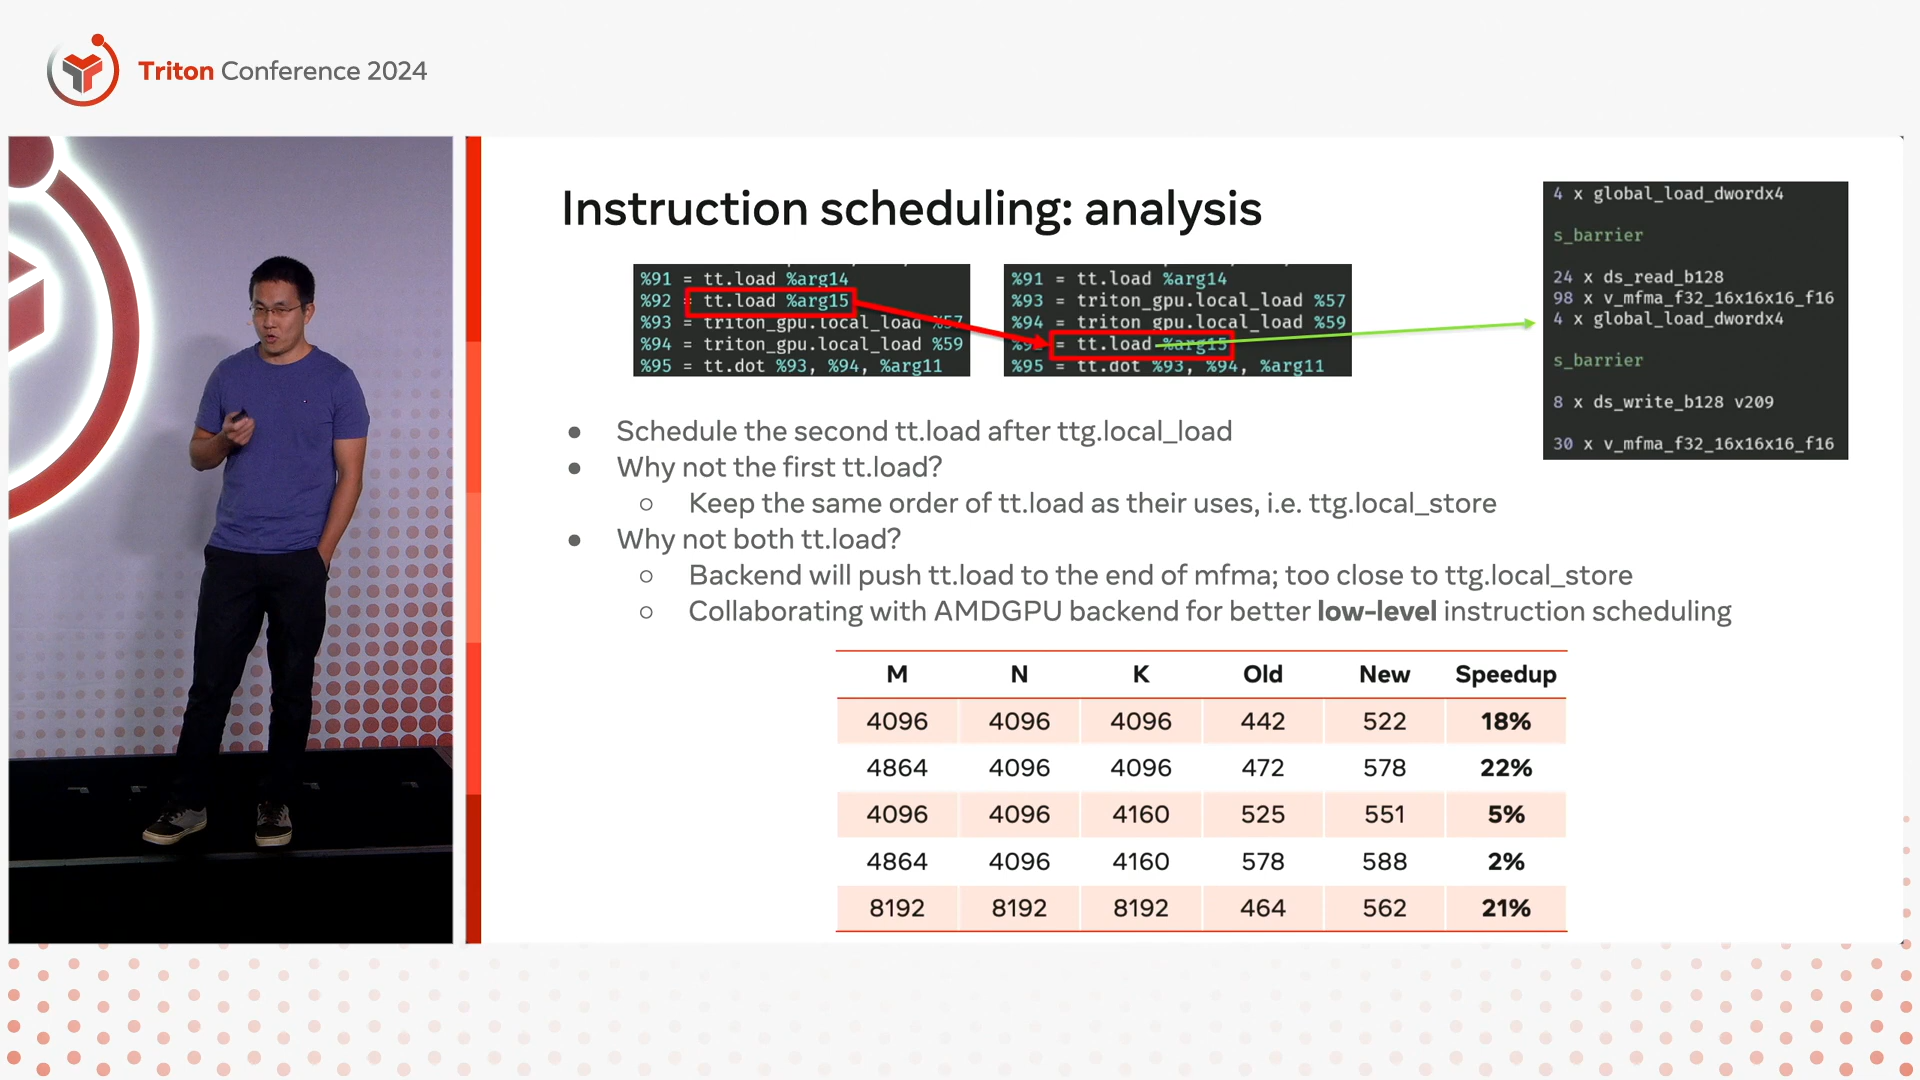 Triton Conference 2024
Instruction scheduling: analysis
%91 = tt.load %arg14
%92 = tt.load %arg15
%93 = triton_gpu.local_load %57
%94 = triton_gpu.local_load %59
%95 = tt.dot %93, %94, %arg11
%91 = tt.load %arg14
%93 = triton_gpu.local_load %57
%94 = triton_gpu.local_load %59
%92 = tt.load %arg15
%95 = tt.dot %93, %94, %arg11
4 x global_load_dwordx4
s_barrier
24 x ds_read_b128
98 x v_mfma_f32_16x16x16_f16
4 x global_load_dwordx4
s_barrier
8 x ds_write_b128 v209
30 x v_mfma_f32_16x16x16_f16
● Schedule the second tt.load after ttg.local_load
● Why not the first tt.load?
○ Keep the same order of tt.load as their uses, i.e. ttg.local_store
● Why not both tt.load?
○ Backend will push tt.load to the end of mfma; too close to ttg.local_store
○ Collaborating with AMDGPU backend for better low-level instruction scheduling
M N K Old New Speedup
4096 4096 4096 442 522 18%
4864 4096 4096 472 578 22%
4096 4096 4160 525 551 5%
4864 4096 4160 578 588 2%
8192 8192 8192 464 562 21%